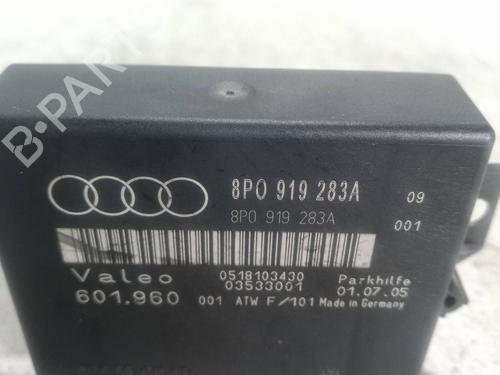 B-PARTS
8P0 919 283A 09
8P0 919 283A 001
Valeo 0518103430 Parkhilfe
03533001 01.07.05
601.960 001 ATW F/101 Made in Germany